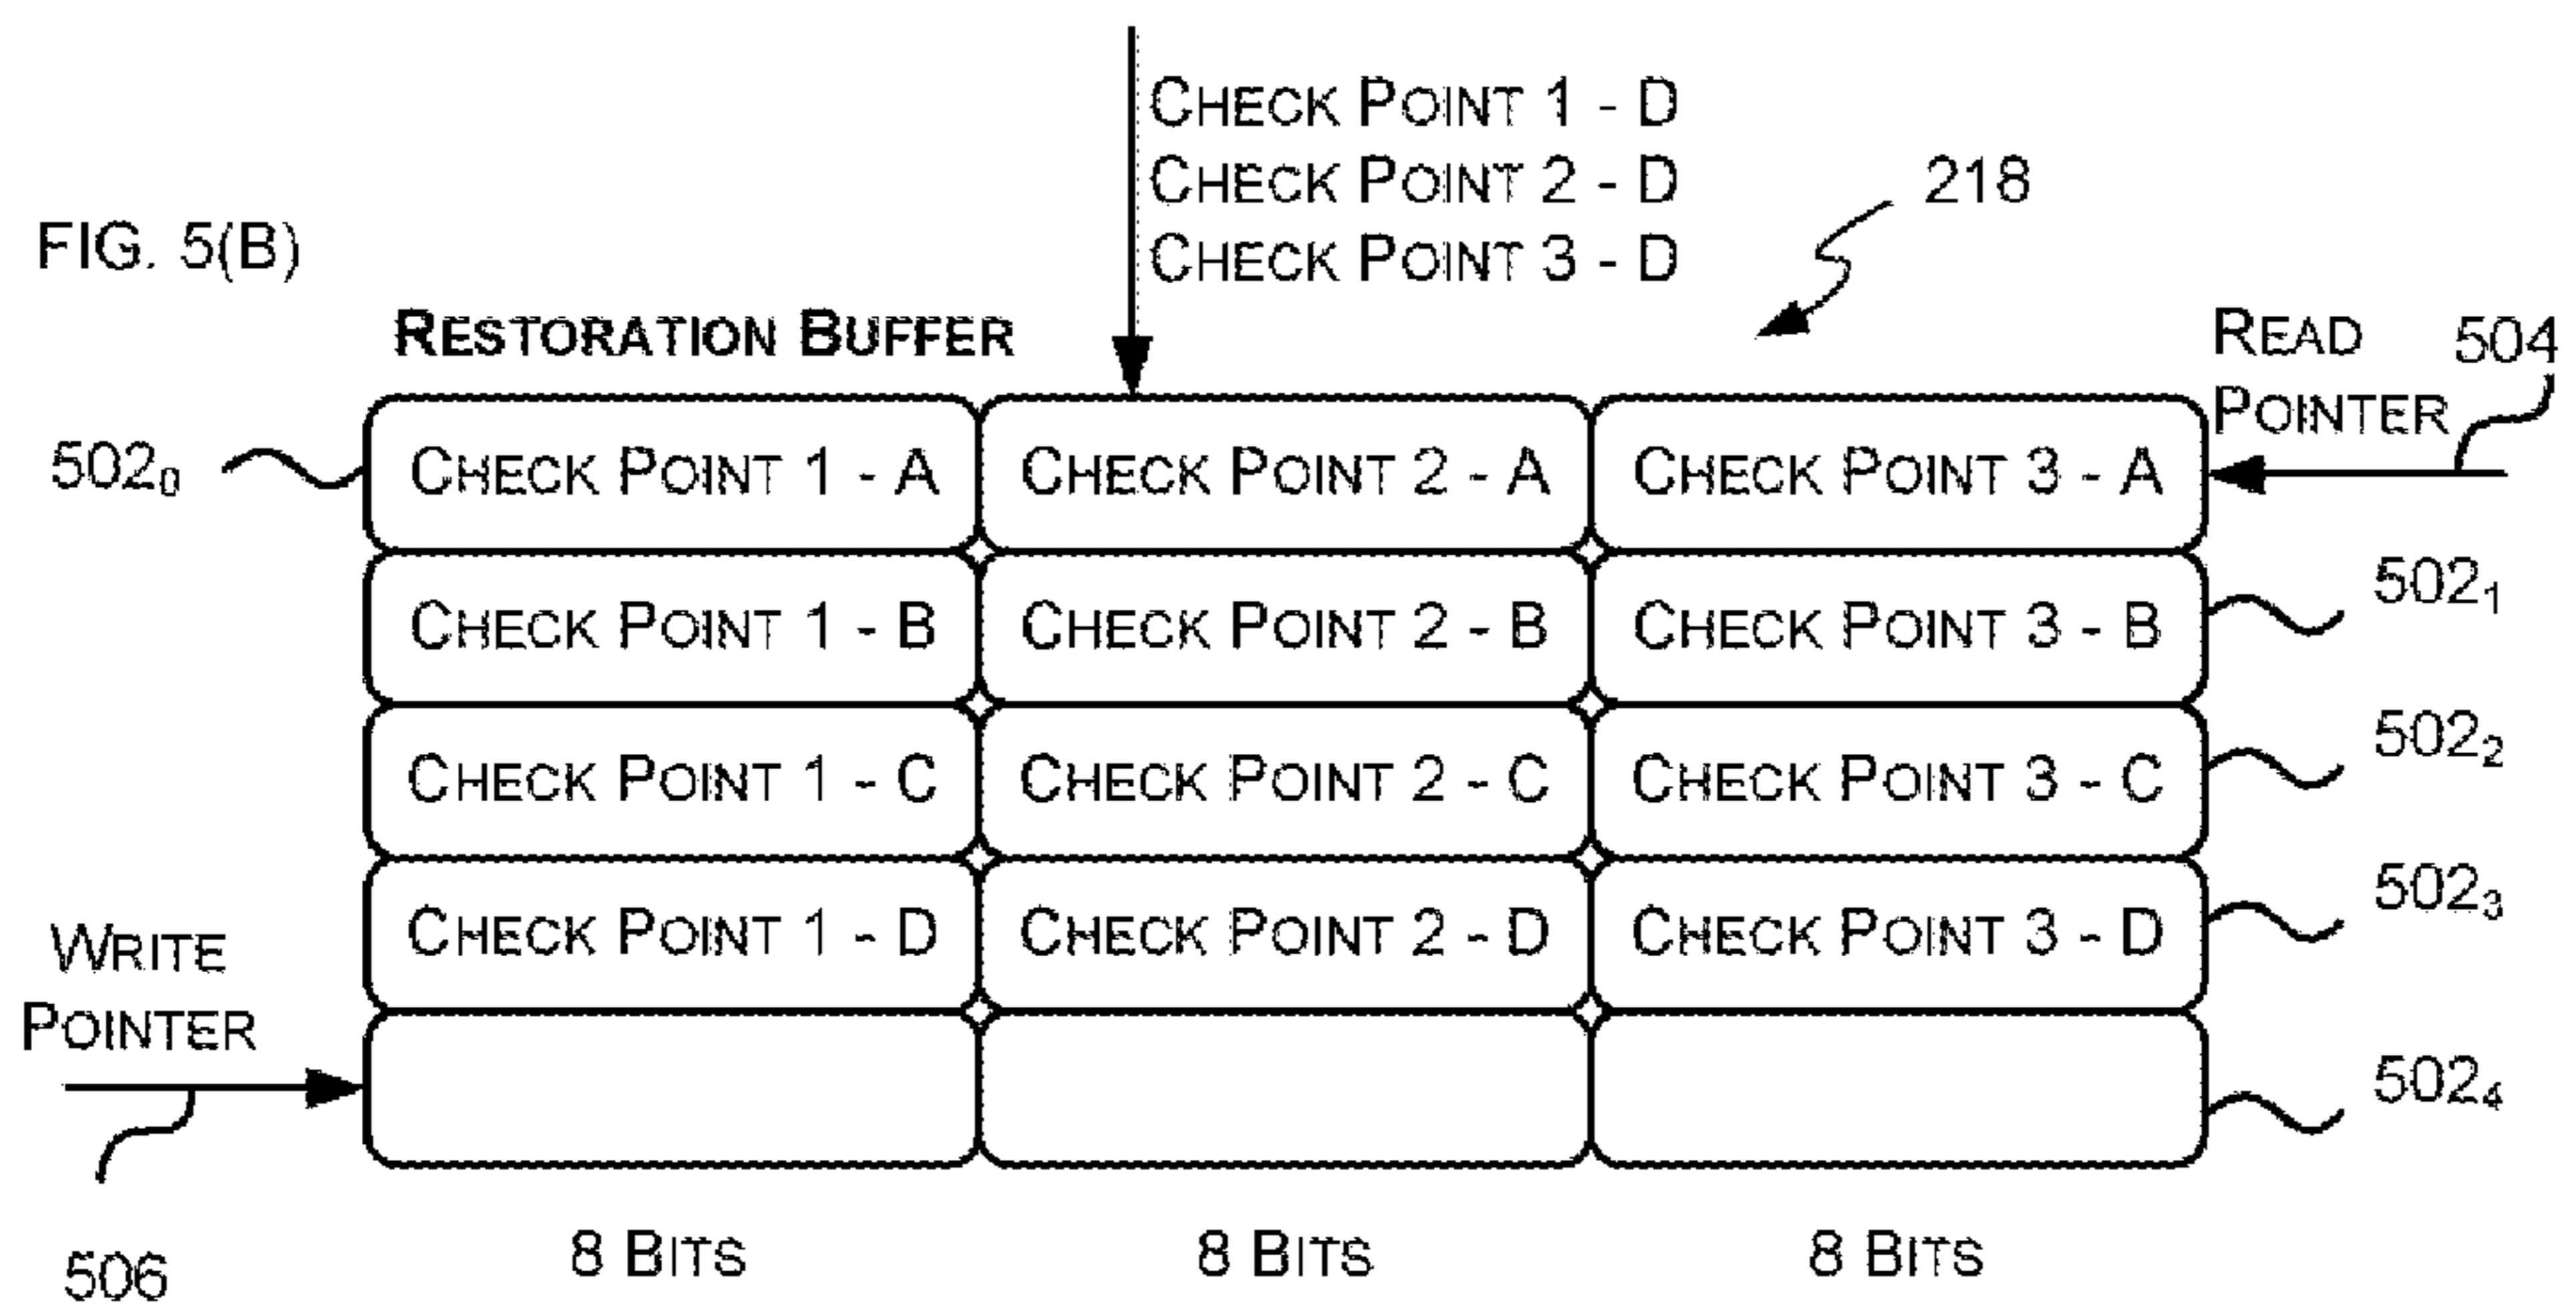 CHECK POINT 1 - D
CHECK POINT 2 - D
218
FIG. 5(B)
CHECK POINT 3 - D
RESTORATION BUFFER
READ 504
POINTER
502₀ CHECK POINT 1 - A CHECK POINT 2 - A CHECK POINT 3 - A
CHECK POINT 1 - B CHECK POINT 2 - B CHECK POINT 3 - B 502₁
CHECK POINT 1 - C CHECK POINT 2 - C CHECK POINT 3 - C 502₂
CHECK POINT 1 - D CHECK POINT 2 - D CHECK POINT 3 - D 502₃
WRITE
POINTER
502₄
506
8 BITS 8 BITS 8 BITS